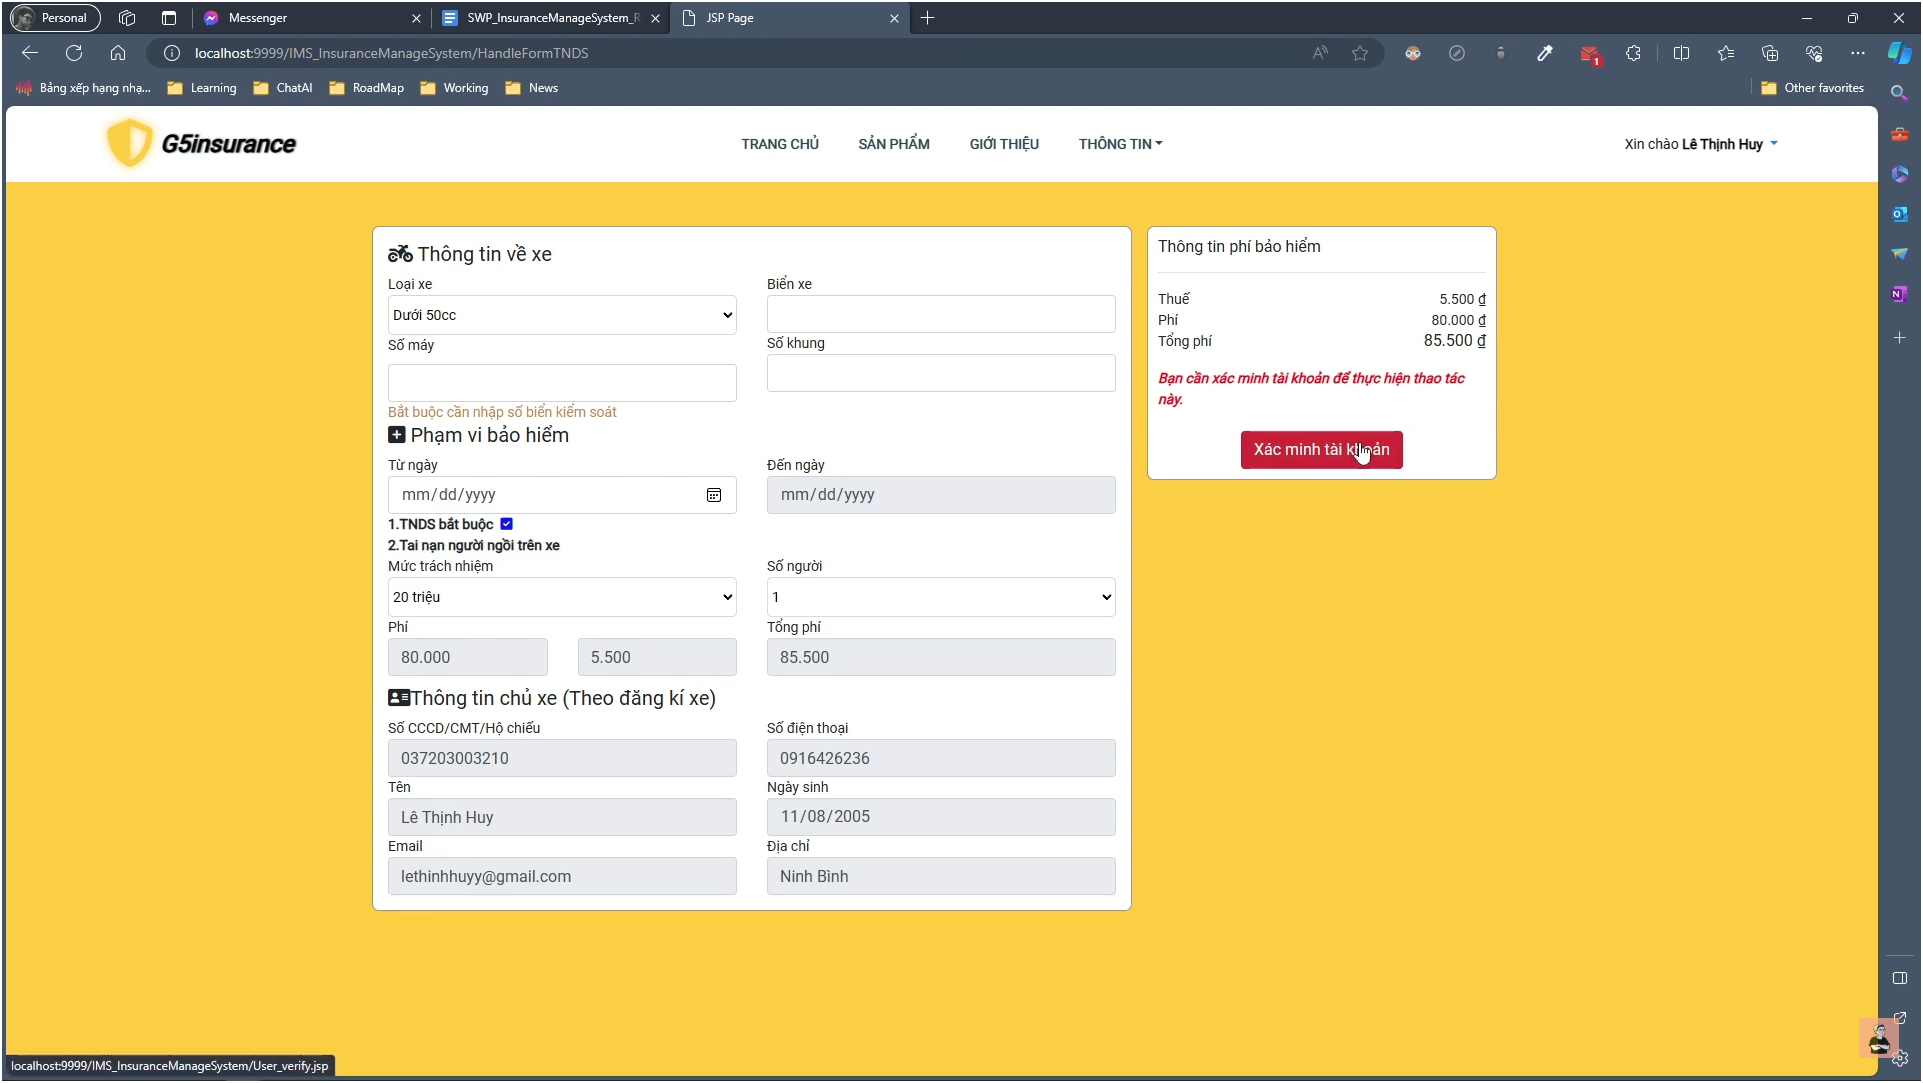 Personal
Messenger
SWP_InsuranceManageSystem_R
JSP Page
localhost:9999/IMS_InsuranceManageSystem/HandleFormTNDS
1
Bảng xếp hạng nhạ...
Learning
ChatAI
RoadMap
Working
News
Other favorites
G5insurance
TRANG CHỦ
SẢN PHẨM
GIỚI THIỆU
THÔNG TIN
Xin chào Lê Thịnh Huy
Thông tin về xe
Loại xe
Biển xe
Dưới 50cc
Số máy
Số khung
Bắt buộc cần nhập số biển kiểm soát
Phạm vi bảo hiểm
Từ ngày
Đến ngày
mm/dd/yyyy
mm/dd/yyyy
1.TNDS bắt buộc
2.Tai nạn người ngồi trên xe
Mức trách nhiệm
Số người
20 triệu
1
Phí
Tổng phí
80.000
5.500
85.500
Thông tin chủ xe (Theo đăng kí xe)
Số CCCD/CMT/Hộ chiếu
Số điện thoại
037203003210
0916426236
Tên
Ngày sinh
Lê Thịnh Huy
11/08/2005
Email
Địa chỉ
lethinhhuyy@gmail.com
Ninh Bình
Thông tin phí bảo hiểm
Thuế 5.500 ₫
Phí 80.000 ₫
Tổng phí 85.500 ₫
Bạn cần xác minh tài khoản để thực hiện thao tác
này.
Xác minh tài khoản
localhost:9999/IMS_InsuranceManageSystem/User_verify.jsp